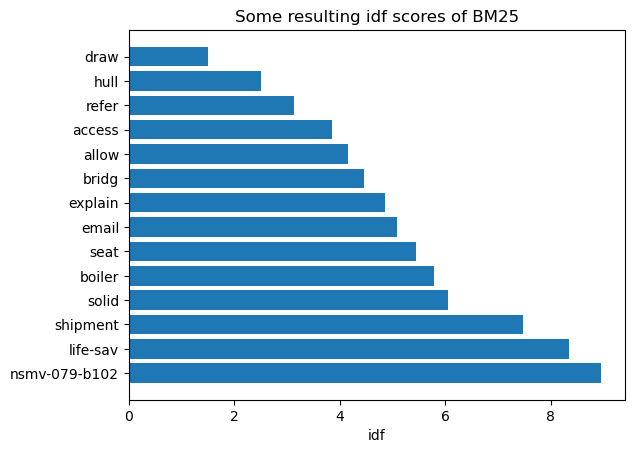 Some resulting idf scores of BM25
draw
hull
refer
access
allow
bridg
explain
email
seat
boiler
solid
shipment
life-sav
nsmv-079-b102
0 2 4 6 8
idf